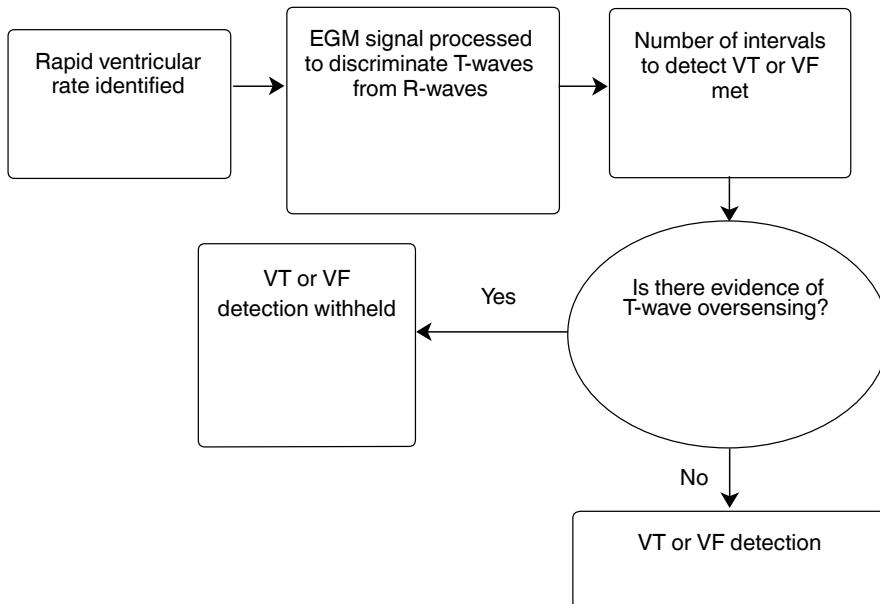 Rapid ventricular
rate identified
EGM signal processed
to discriminate T-waves
from R-waves
Number of intervals
to detect VT or VF
met
Is there evidence of
T-wave oversensing?
Yes
VT or VF
detection withheld
No
VT or VF detection